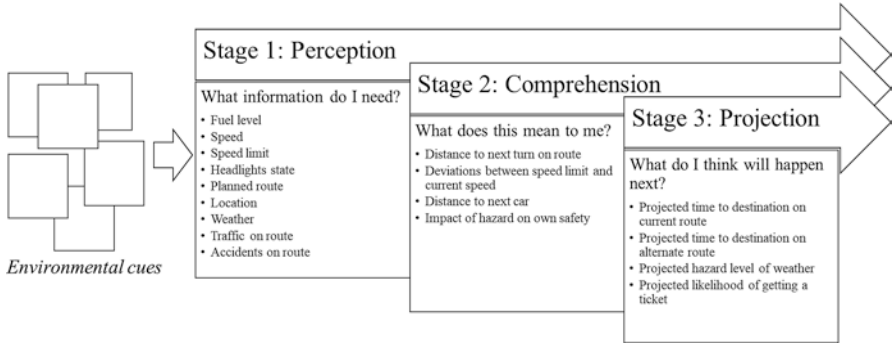 Environmental cues
Stage 1: Perception
What information do I need?
• Fuel level
• Speed
• Speed limit
• Headlights state
• Planned route
• Location
• Weather
• Traffic on route
• Accidents on route
Stage 2: Comprehension
What does this mean to me?
• Distance to next turn on route
• Deviations between speed limit and
current speed
• Distance to next car
• Impact of hazard on own safety
Stage 3: Projection
What do I think will happen
next?
• Projected time to destination on
current route
• Projected time to destination on
alternate route
• Projected hazard level of weather
• Projected likelihood of getting a
ticket